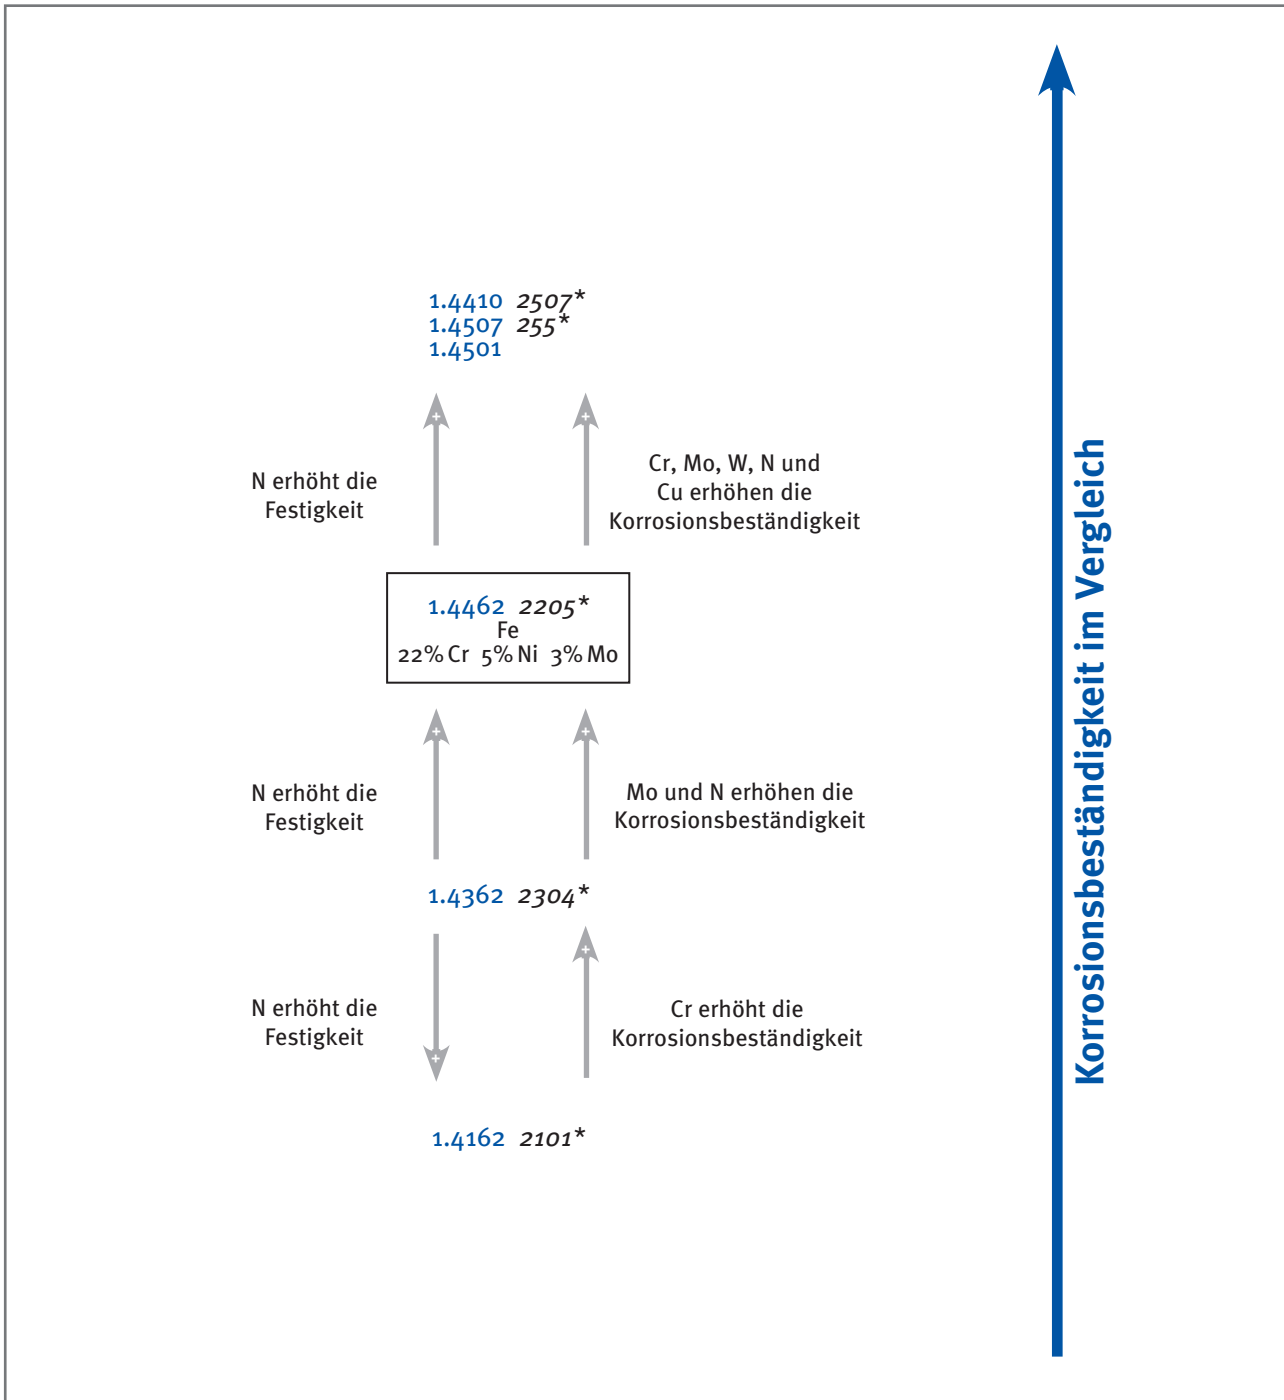 1.4410 2507*
1.4507 255*
1.4501
N erhöht die
Festigkeit
Cr, Mo, W, N und
Cu erhöhen die
Korrosionsbeständigkeit
1.4462 2205*
Fe
22% Cr 5% Ni 3% Mo
N erhöht die
Festigkeit
Mo und N erhöhen die
Korrosionsbeständigkeit
1.4362 2304*
N erhöht die
Festigkeit
Cr erhöht die
Korrosionsbeständigkeit
1.4162 2101*
Korrosionsbeständigkeit im Vergleich